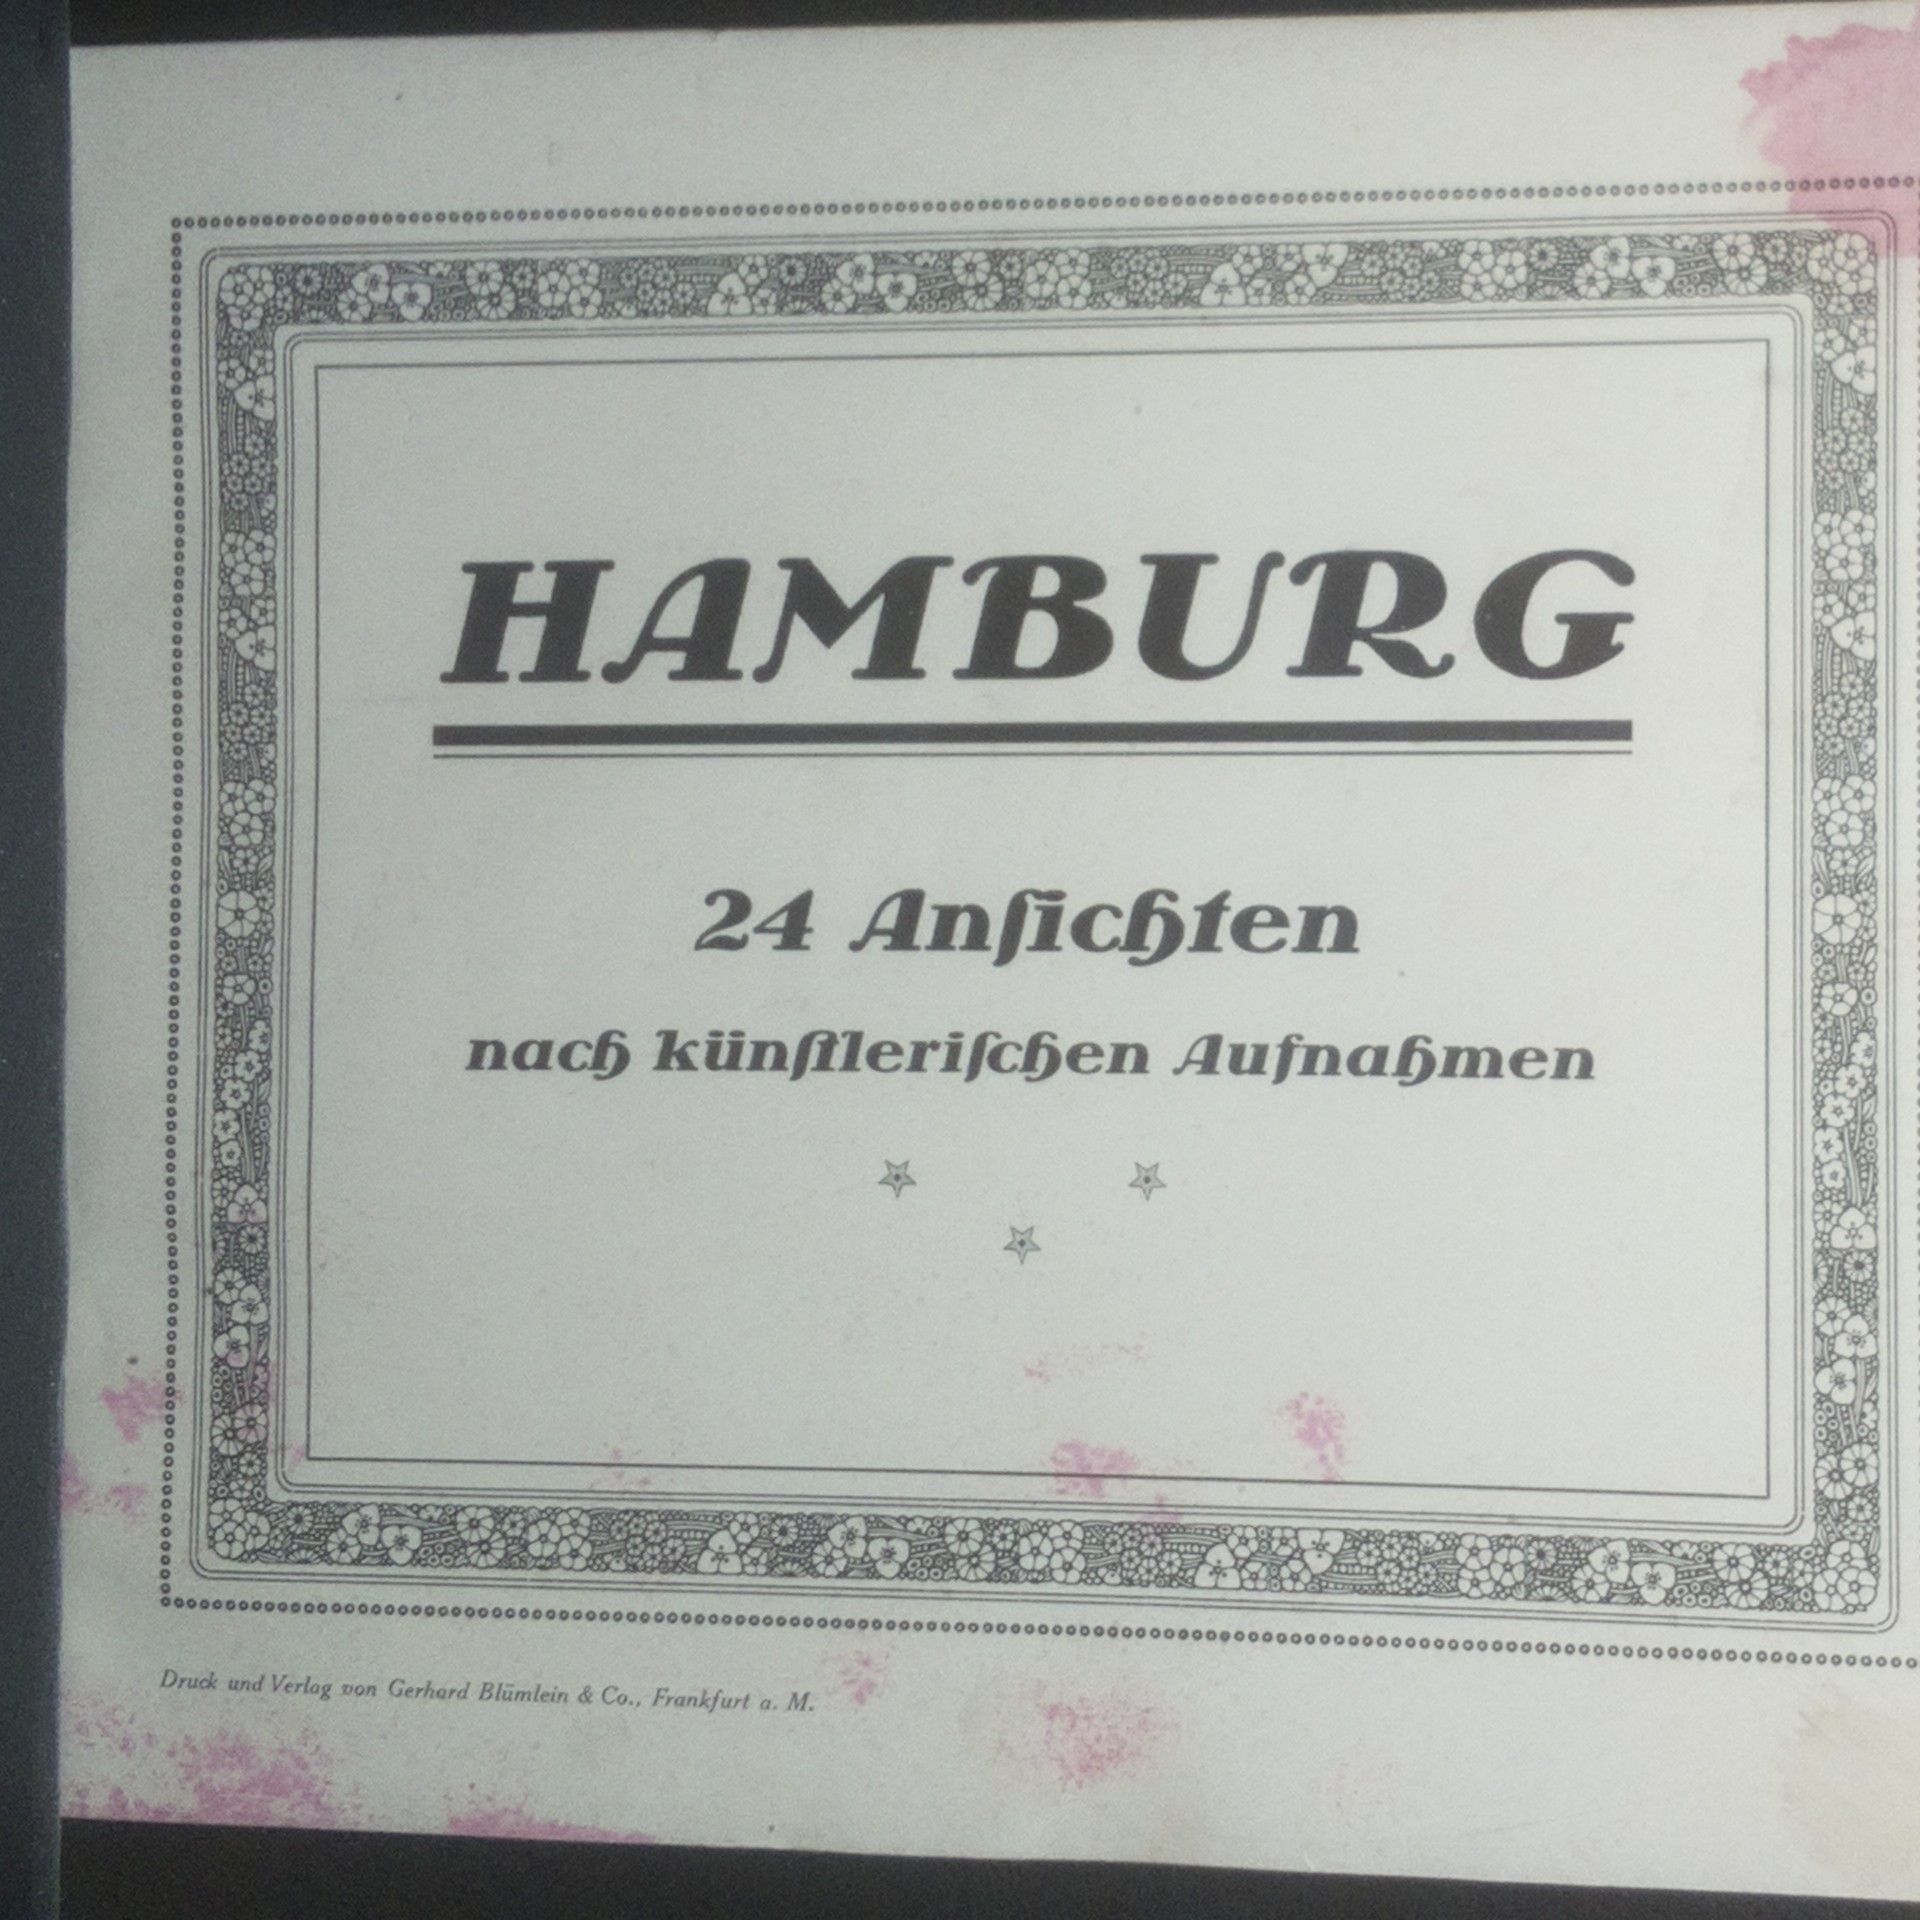 HAMBURG
24 Anſichten
nach künſtleriſchen Aufnahmen
Druck und Verlag von Gerhard Blümlein & Co., Frankfurt a. M.